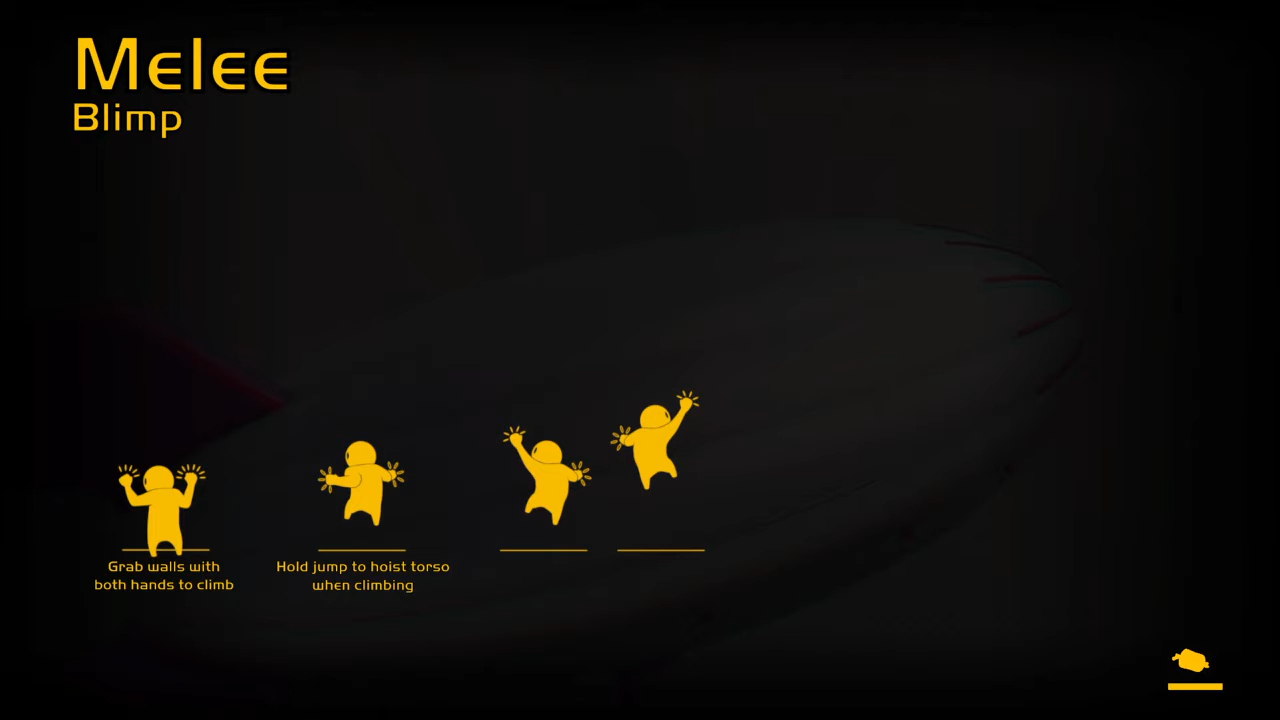 Melee
Blimp
Grab walls with
both hands to climb
Hold jump to hoist torso
when climbing